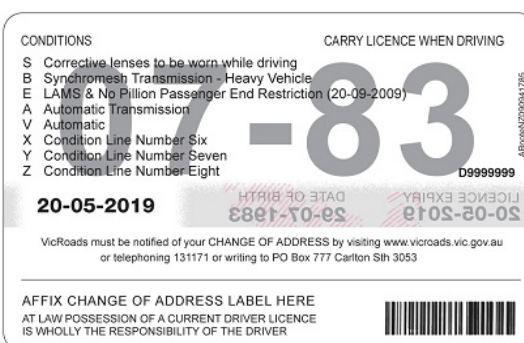 CONDITIONS CARRY LICENCE WHEN DRIVING
07-83
S Corrective lenses to be worn while driving
B Synchromesh Transmission - Heavy Vehicle
E LAMS & No Pillion Passenger End Restriction (20-09-2009)
A Automatic Transmission
V Automatic
X Condition Line Number Six
Y Condition Line Number Seven
Z Condition Line Number Eight
D9999999
DATE OF BIRTH LICENCE EXPIRY
20-05-2019 29-07-1983 20-05-2019
VicRoads must be notified of your CHANGE OF ADDRESS by visiting www.vicroads.vic.gov.au
or telephoning 131171 or writing to PO Box 777 Carlton Sth 3053
AFFIX CHANGE OF ADDRESS LABEL HERE
AT LAW POSSESSION OF A CURRENT DRIVER LICENCE
IS WHOLLY THE RESPONSIBILITY OF THE DRIVER